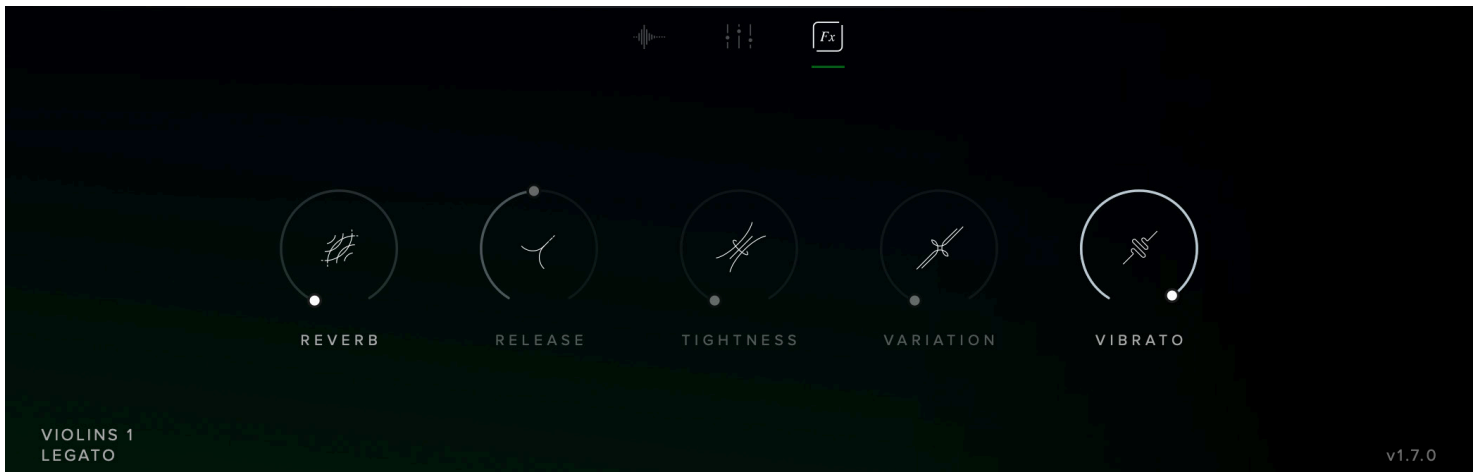 Fx
REVERB
RELEASE
TIGHTNESS
VARIATION
VIBRATO
VIOLINS 1
LEGATO
v1.7.0